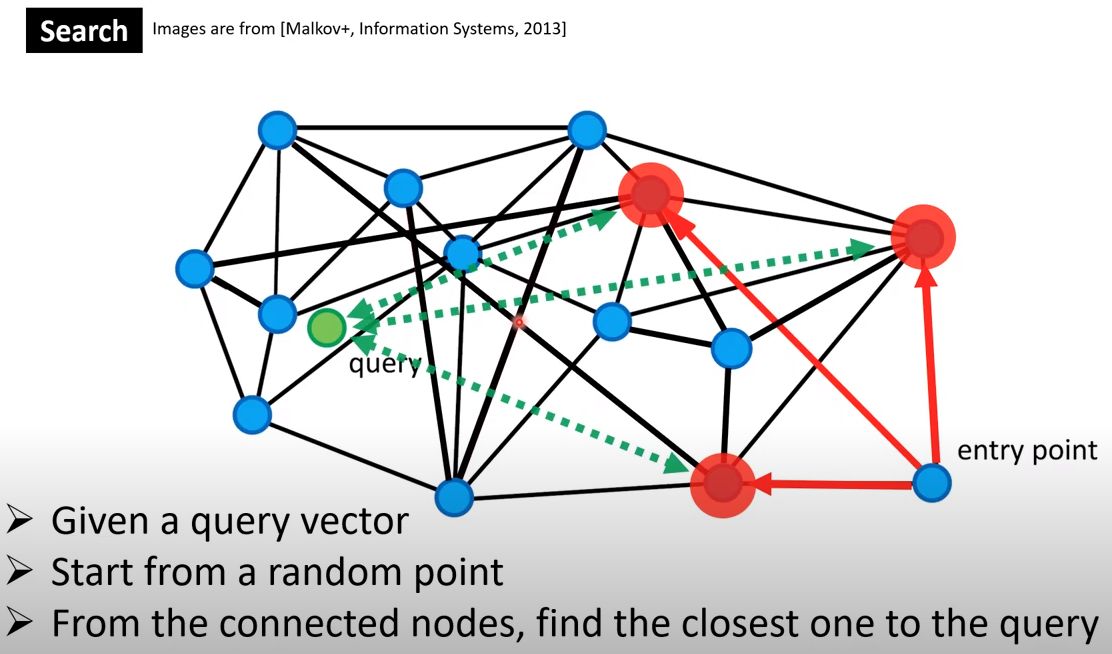 Search
Images are from [Malkov+, Information Systems, 2013]
query
entry point
➢ Given a query vector
➢ Start from a random point
➢ From the connected nodes, find the closest one to the query